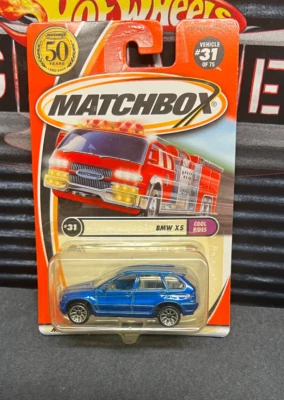 Hot Wheels
50
YEARS
VEHICLE
#31
OF 75
MATCHBOX
#31
BMW X5
COOL
RIDES